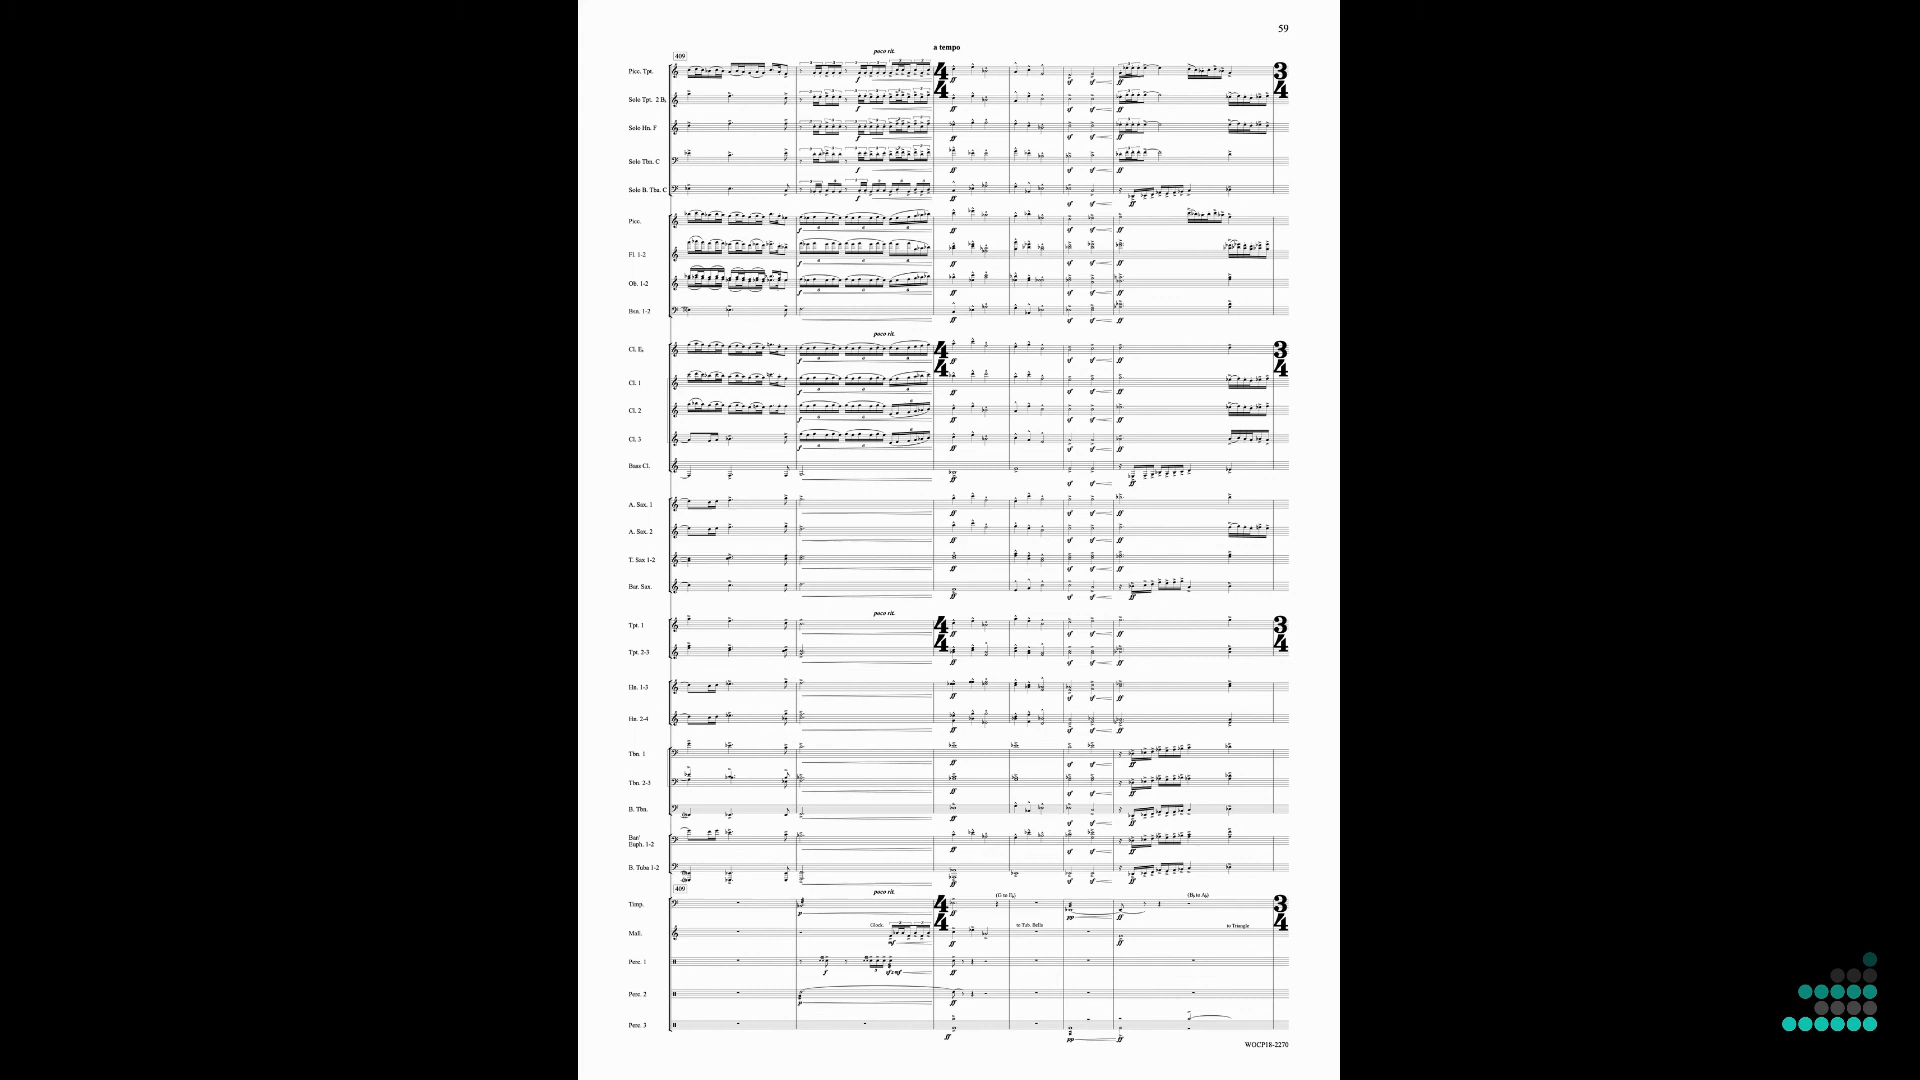 59
a tempo
poco rit.
409
Picc. Tpt.
Solo Tpt. 2 B♭
Solo Hn. F
Solo Tbn. C
Solo B. Tba. C
Picc.
Fl. 1-2
Ob. 1-2
Bsn. 1-2
poco rit.
Cl. E♭
Cl. 1
Cl. 2
Cl. 3
Bass Cl.
A. Sax. 1
A. Sax. 2
T. Sax 1-2
Bar. Sax.
poco rit.
Tpt. 1
Tpt. 2-3
Hn. 1-3
Hn. 2-4
Tbn. 1
Tbn. 2-3
B. Tbn.
Bar/
Euph. 1-2
B. Tuba 1-2
409
poco rit.
(G to E♭)
(B♭ to A♭)
Timp.
Glock.
to Tub. Bells
to Triangle
Mall.
Perc. 1
Perc. 2
Perc. 3
WOCP18-2270